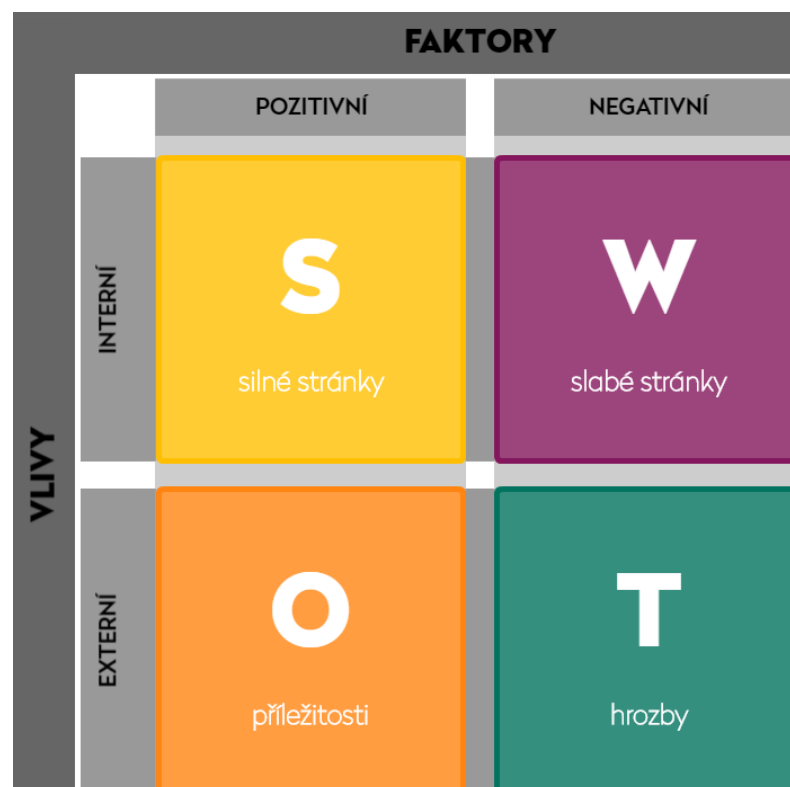 FAKTORY
POZITIVNÍ
NEGATIVNÍ
VLIVY
INTERNÍ
S
silné stránky
W
slabé stránky
EXTERNÍ
O
příležitosti
T
hrozby